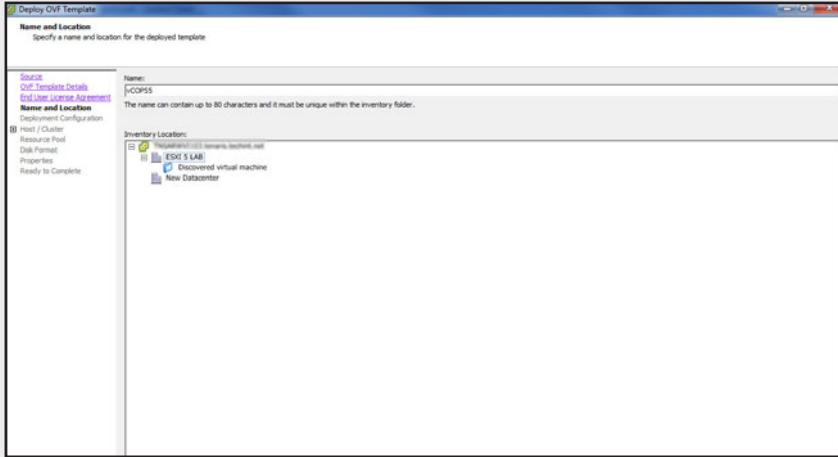 Deploy OVF Template
Name and Location
Specify a name and location for the deployed template
Source
OVF Template Details
End User License Agreement
Name and Location
Deployment Configuration
Host / Cluster
Resource Pool
Disk Format
Properties
Ready to Complete
Name:
vCOPS5
The name can contain up to 80 characters and it must be unique within the inventory folder.
Inventory Location:
ESXI 5 LAB
Discovered virtual machine
New Datacenter